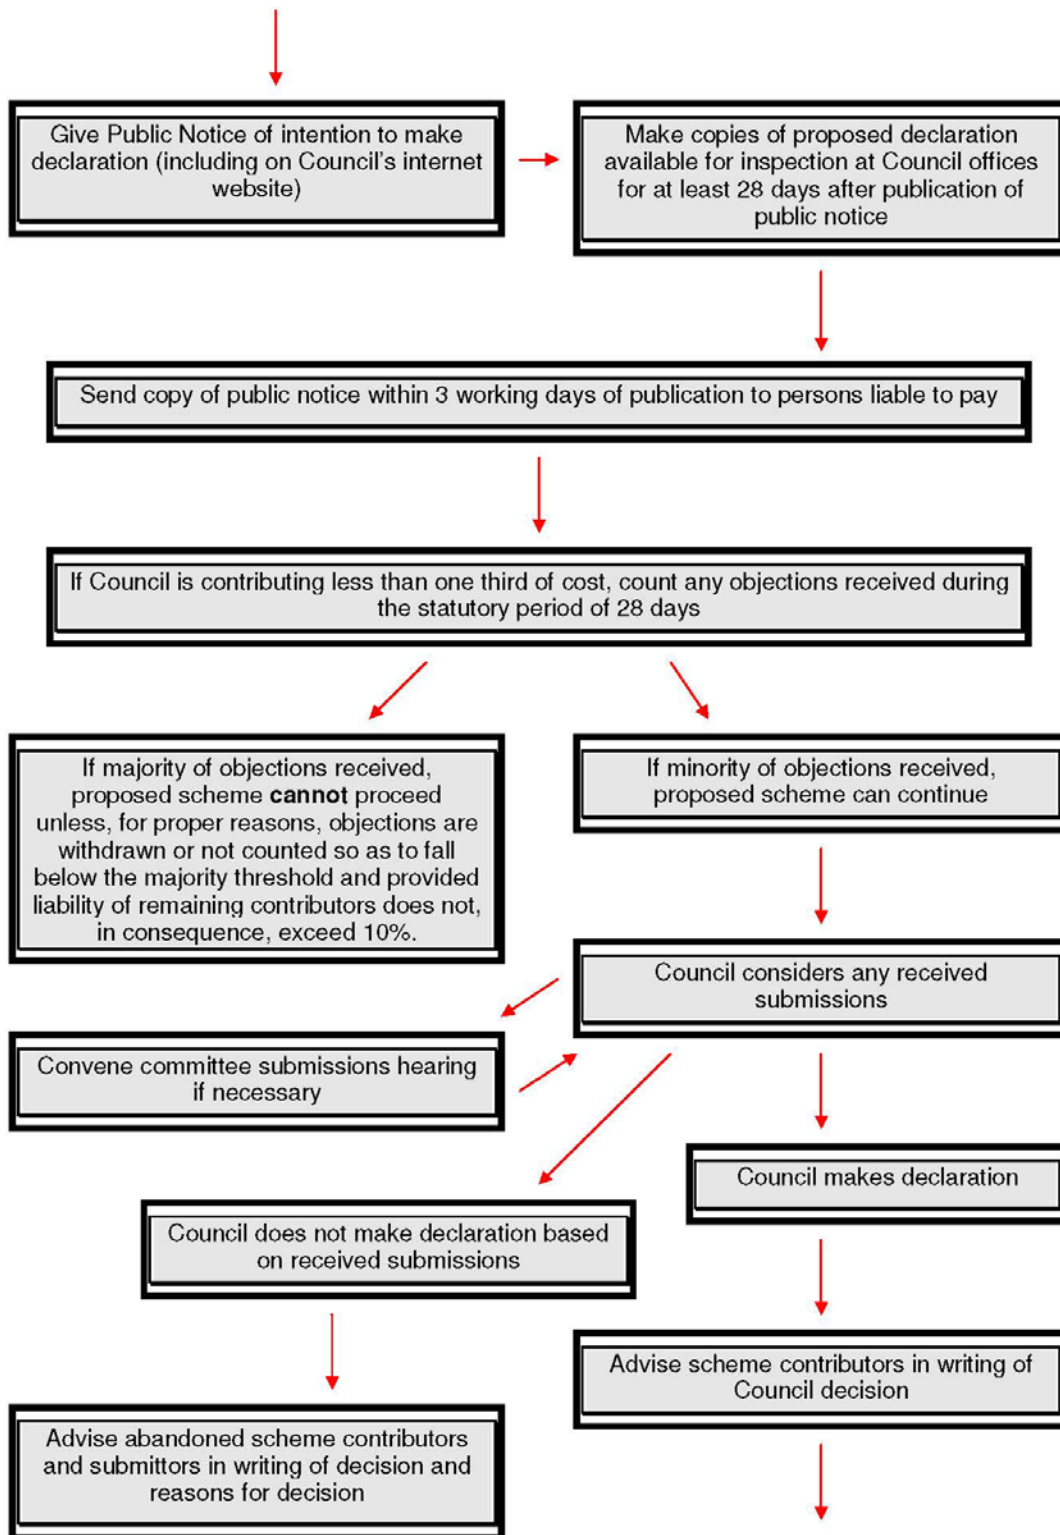 Give Public Notice of intention to make
declaration (including on Council's internet
website)
Make copies of proposed declaration
available for inspection at Council offices
for at least 28 days after publication of
public notice
Send copy of public notice within 3 working days of publication to persons liable to pay
If Council is contributing less than one third of cost, count any objections received during
the statutory period of 28 days
If majority of objections received,
proposed scheme cannot proceed
unless, for proper reasons, objections are
withdrawn or not counted so as to fall
below the majority threshold and provided
liability of remaining contributors does not,
in consequence, exceed 10%.
If minority of objections received,
proposed scheme can continue
Council considers any received
submissions
Convene committee submissions hearing
if necessary
Council makes declaration
Council does not make declaration based
on received submissions
Advise scheme contributors in writing of
Council decision
Advise abandoned scheme contributors
and submittors in writing of decision and
reasons for decision